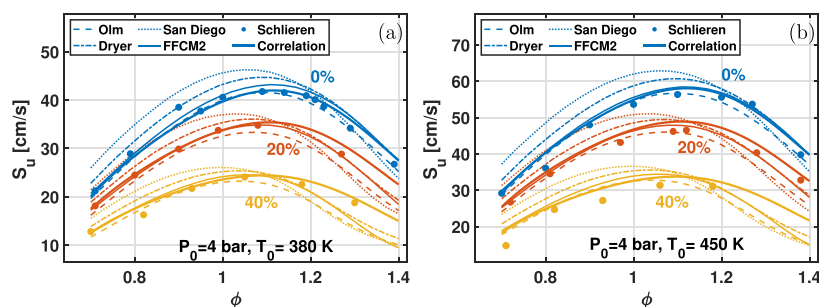 Olm San Diego Schlieren
Dryer FFCM2 Correlation
(a)
0%
20%
40%
P0=4 bar, T0= 380 K
Su [cm/s]
50
40
30
20
10
0.8 1 1.2 1.4
ϕ
Olm San Diego Schlieren
Dryer FFCM2 Correlation
(b)
0%
20%
40%
P0=4 bar, T0= 450 K
Su [cm/s]
70
60
50
40
30
20
10
0.8 1 1.2 1.4
ϕ